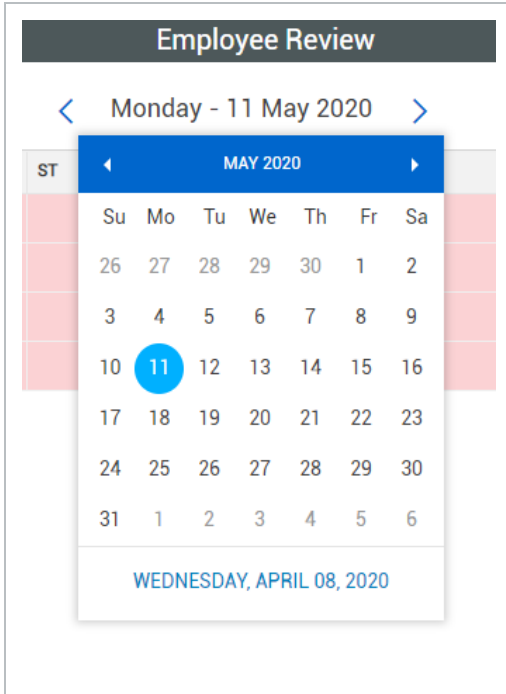 Employee Review
Monday - 11 May 2020
ST
MAY 2020
Su Mo Tu We Th Fr Sa
26 27 28 29 30 1 2
3 4 5 6 7 8 9
10 11 12 13 14 15 16
17 18 19 20 21 22 23
24 25 26 27 28 29 30
31 1 2 3 4 5 6
WEDNESDAY, APRIL 08, 2020